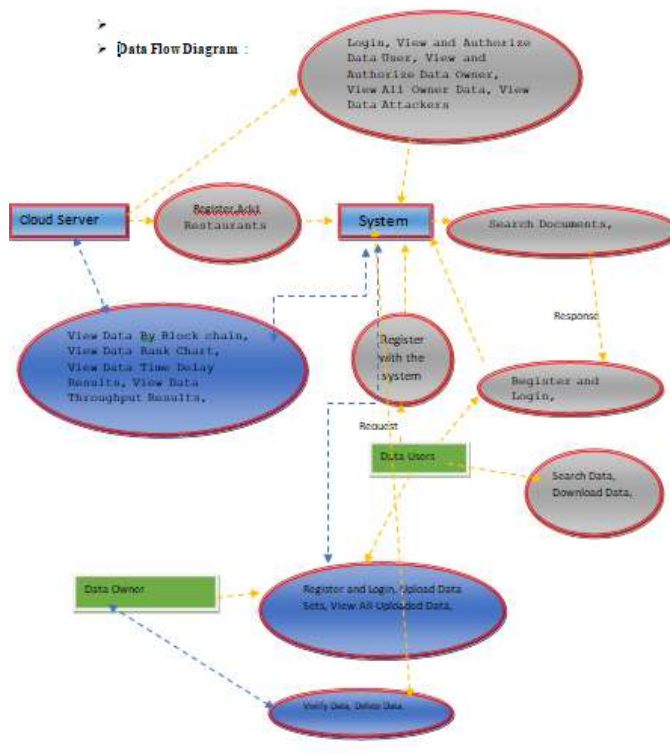 Data Flow Diagram :
Login, View and Authorize
Data User, View and
Authorize Data Owner,
View All Owner Data, View
Data Attackers
Cloud Server
Register,Add
Restaurants
System
Search Documents,
View Data By Block chain,
View Data Rank Chart,
View Data Time Delay
Results, View Data
Throughput Results,
Register
with the
system
Response
Register and
Login,
Request
Data Users
Search Data,
Download Data,
Data Owner
Register and Login, Upload Data
Sets, View All Uploaded Data,
Verify Data, Delete Data